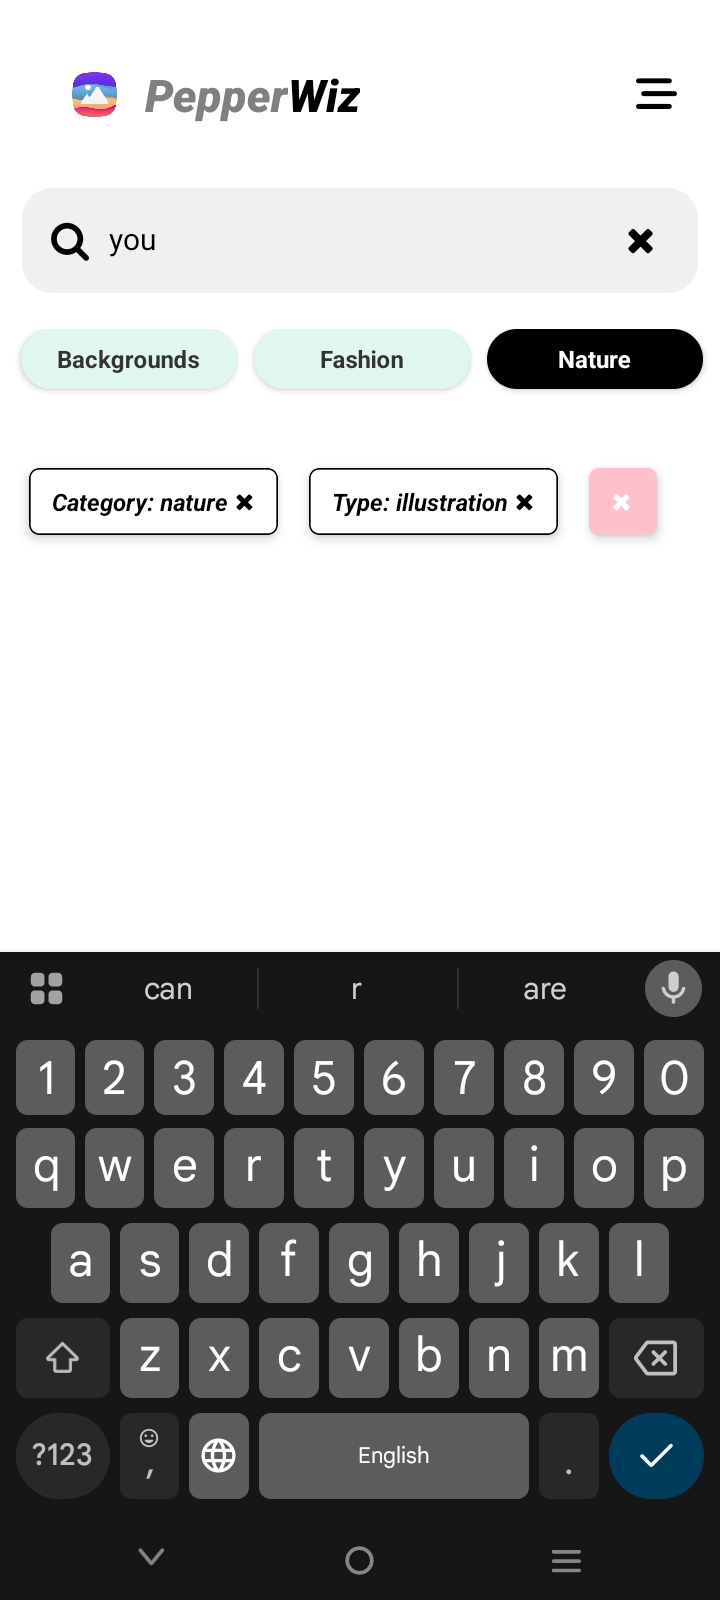 PepperWiz
you
Backgrounds Fashion Nature
Category: nature Type: illustration
can r are
1 2 3 4 5 6 7 8 9 0
q w e r t y u i o p
a s d f g h j k l
z x c v b n m
?123 , English .